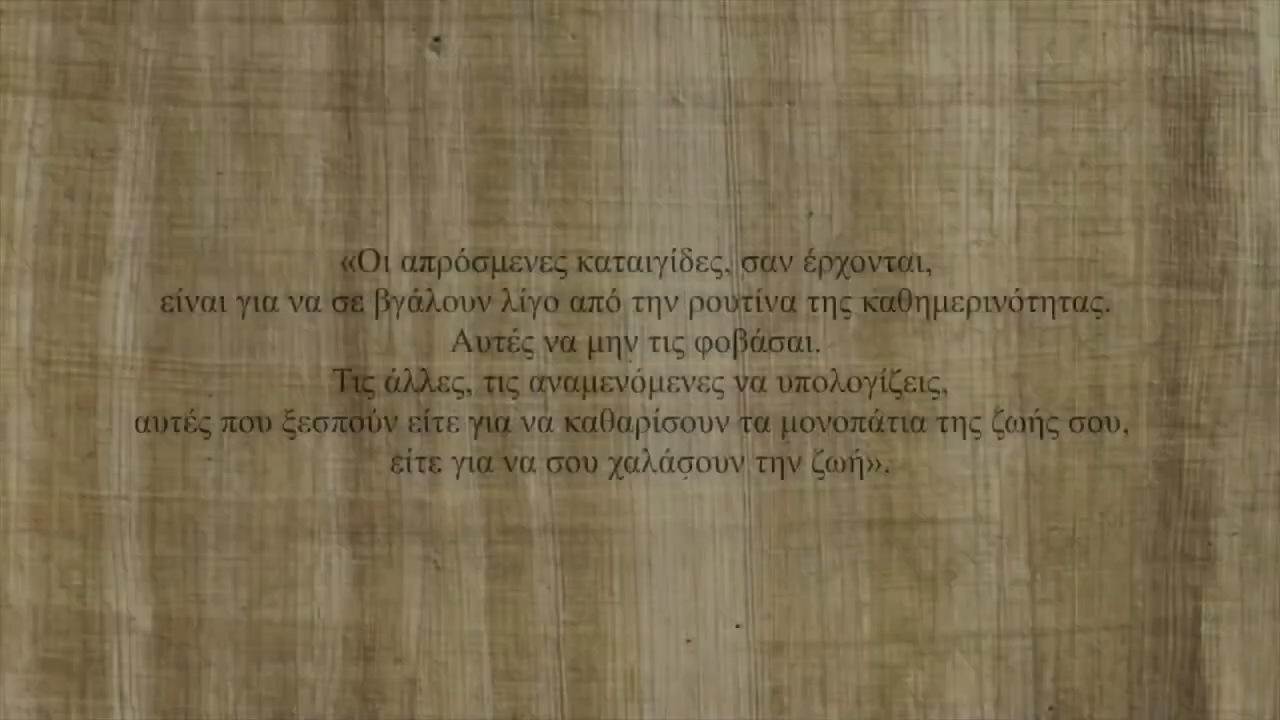 «Οι απρόσμενες καταιγίδες, σαν έρχονται,
είναι για να σε βγάλουν λίγο από την ρουτίνα της καθημερινότητας.
Αυτές να μην τις φοβάσαι.
Τις άλλες, τις αναμενόμενες να υπολογίζεις,
αυτές που ξεσπούν είτε για να καθαρίσουν τα μονοπάτια της ζωής σου,
είτε για να σου χαλάσουν την ζωή».